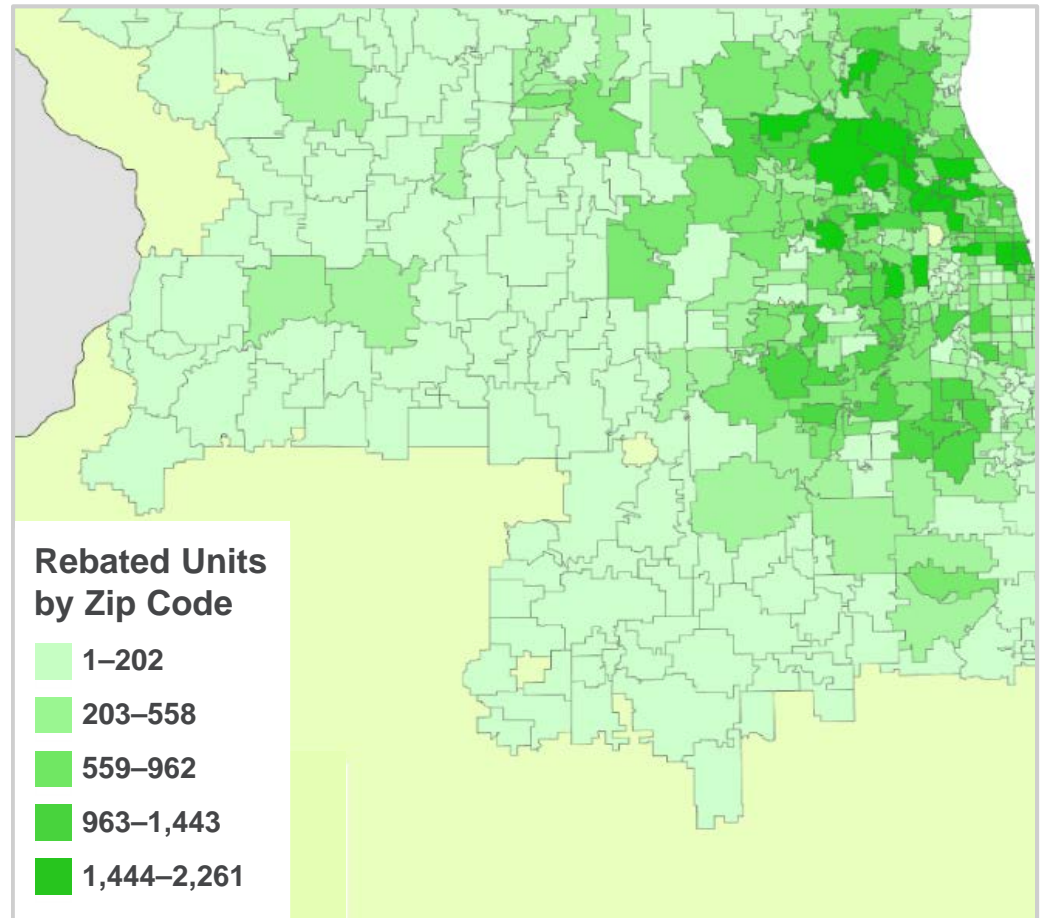 Rebated Units
by Zip Code
1–202
203–558
559–962
963–1,443
1,444–2,261